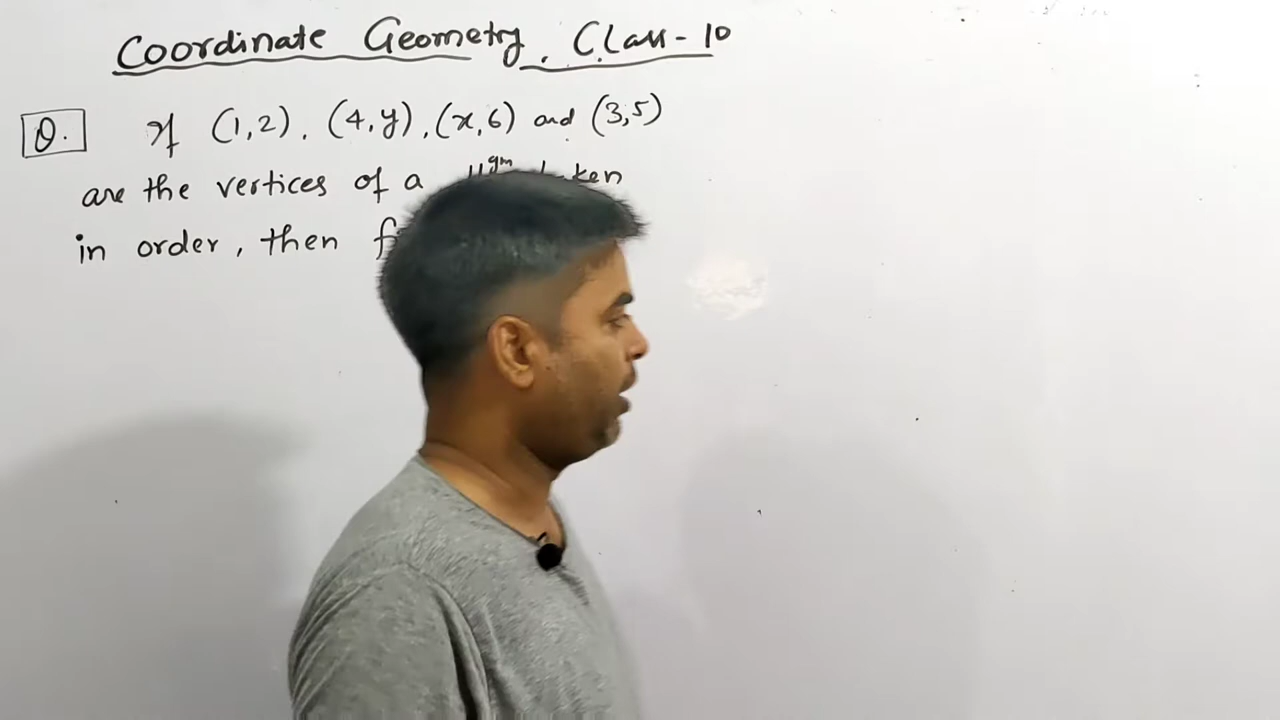 Coordinate Geometry. Class-10
Q. If (1,2), (4,y), (x,6) and (3,5)
are the vertices of a ||gm
in order, then